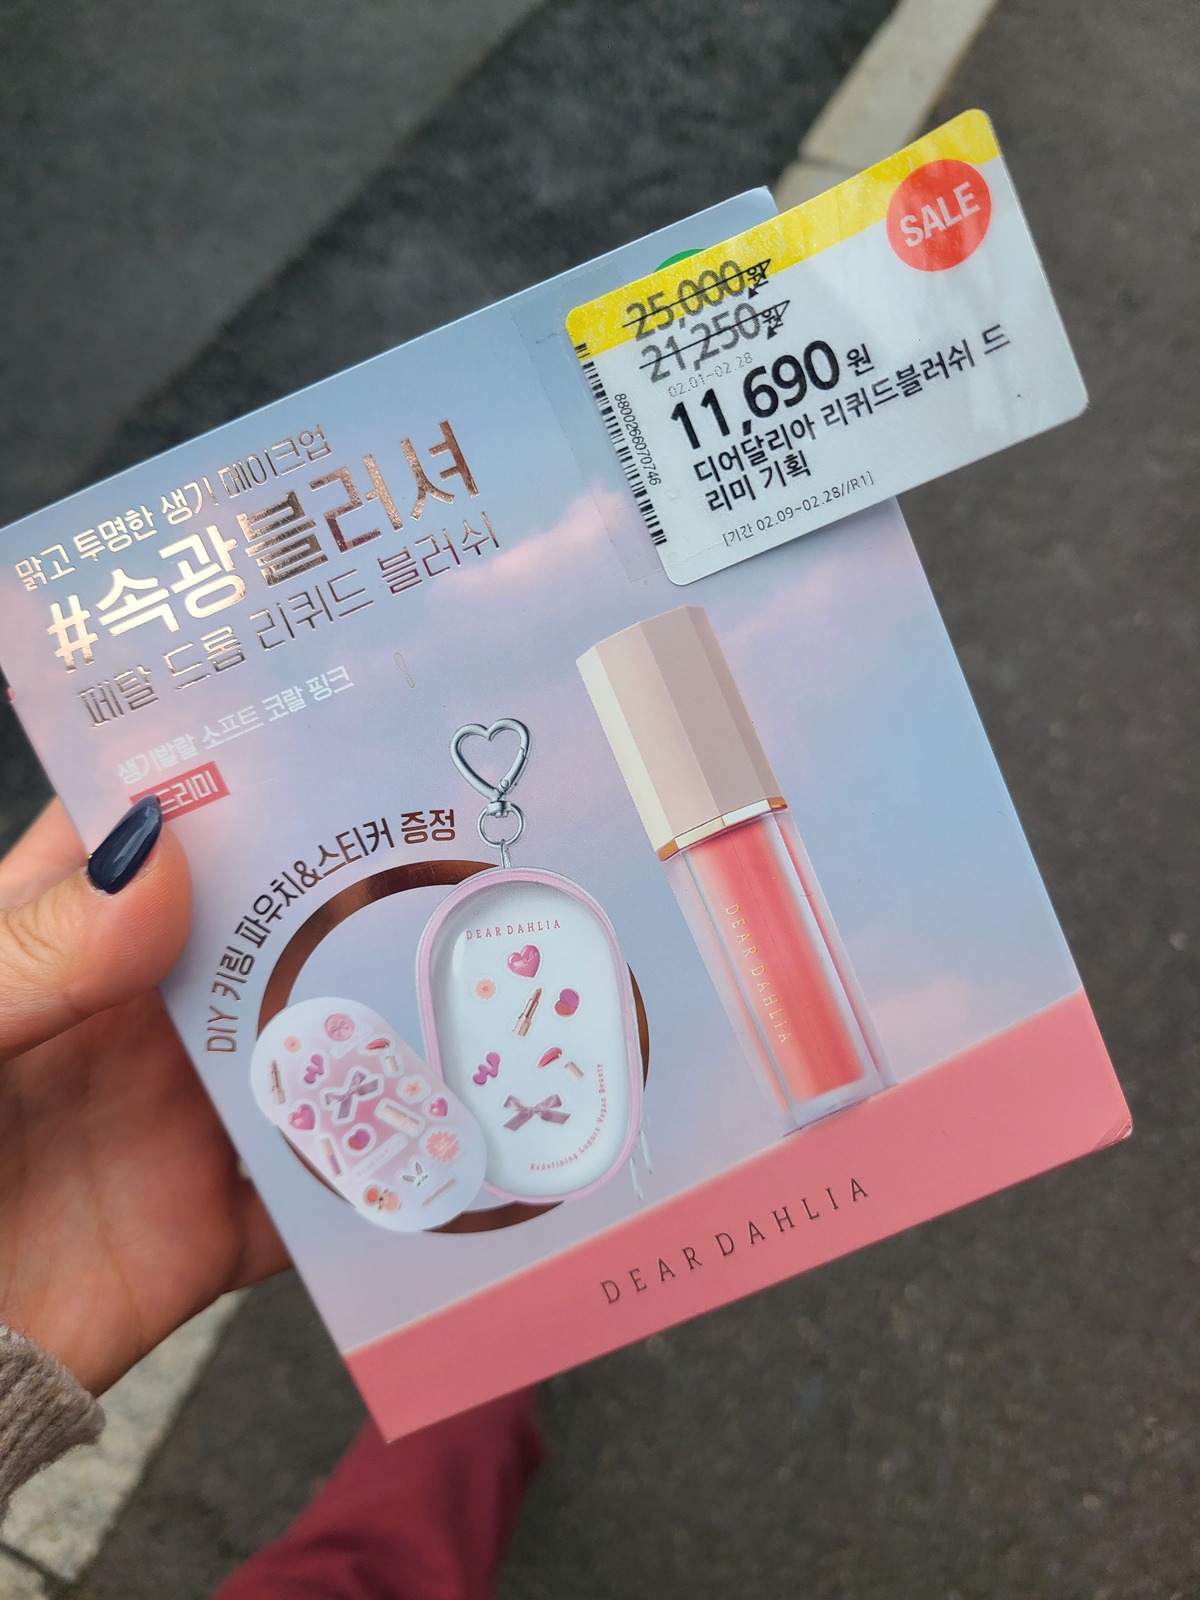 SALE
25,000원
21,250원
02.01~02.28
11,690 원
디어달리아 리퀴드블러쉬 드
리미 기획
[기간 02.09~02.28//R1]
8800266070746
맑고 투명한 생기 메이크업
#속광블러셔
페탈 드롭 리퀴드 블러쉬
생기발랄 소프트 코랄 핑크
드리미
DIY 키링 파우치&스티커 증정
DEAR DAHLIA
Redefining Luxury Vegan Beauty
DEAR DAHLIA
DEAR DAHLIA